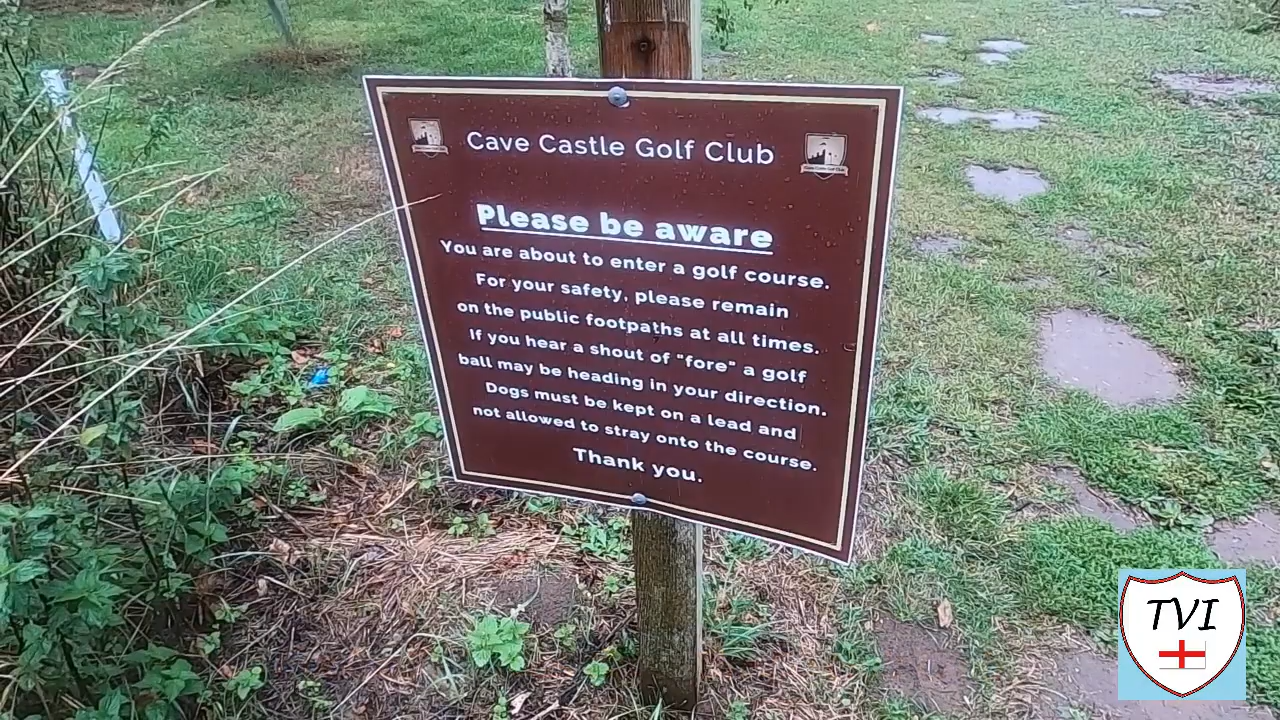 Cave Castle Golf Club
Please be aware
You are about to enter a golf course.
For your safety, please remain
on the public footpaths at all times.
If you hear a shout of "fore" a golf
ball may be heading in your direction.
Dogs must be kept on a lead and
not allowed to stray onto the course.
Thank you.
TVI